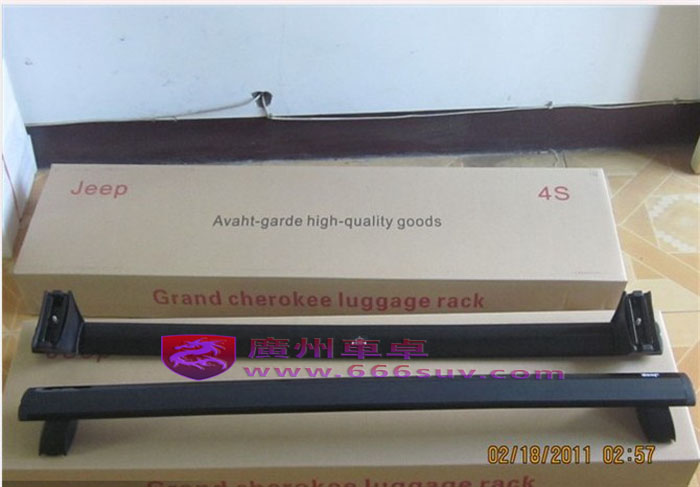 Jeep
4S
Avaht-garde high-quality goods
Grand cherokee luggage rack
廣州車卓
www.666suv.com
02/18/2011 02:57